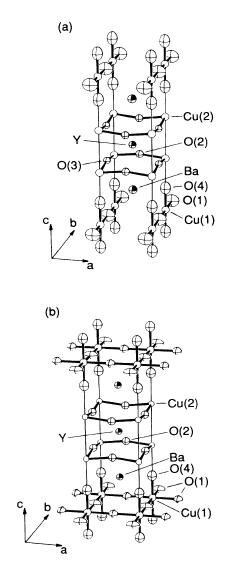 (a)
Cu(2)
Y
O(2)
O(3)
Ba
O(4)
O(1)
Cu(1)
c
b
a
(b)
Cu(2)
Y
O(2)
Ba
O(4)
O(1)
Cu(1)
c
b
a